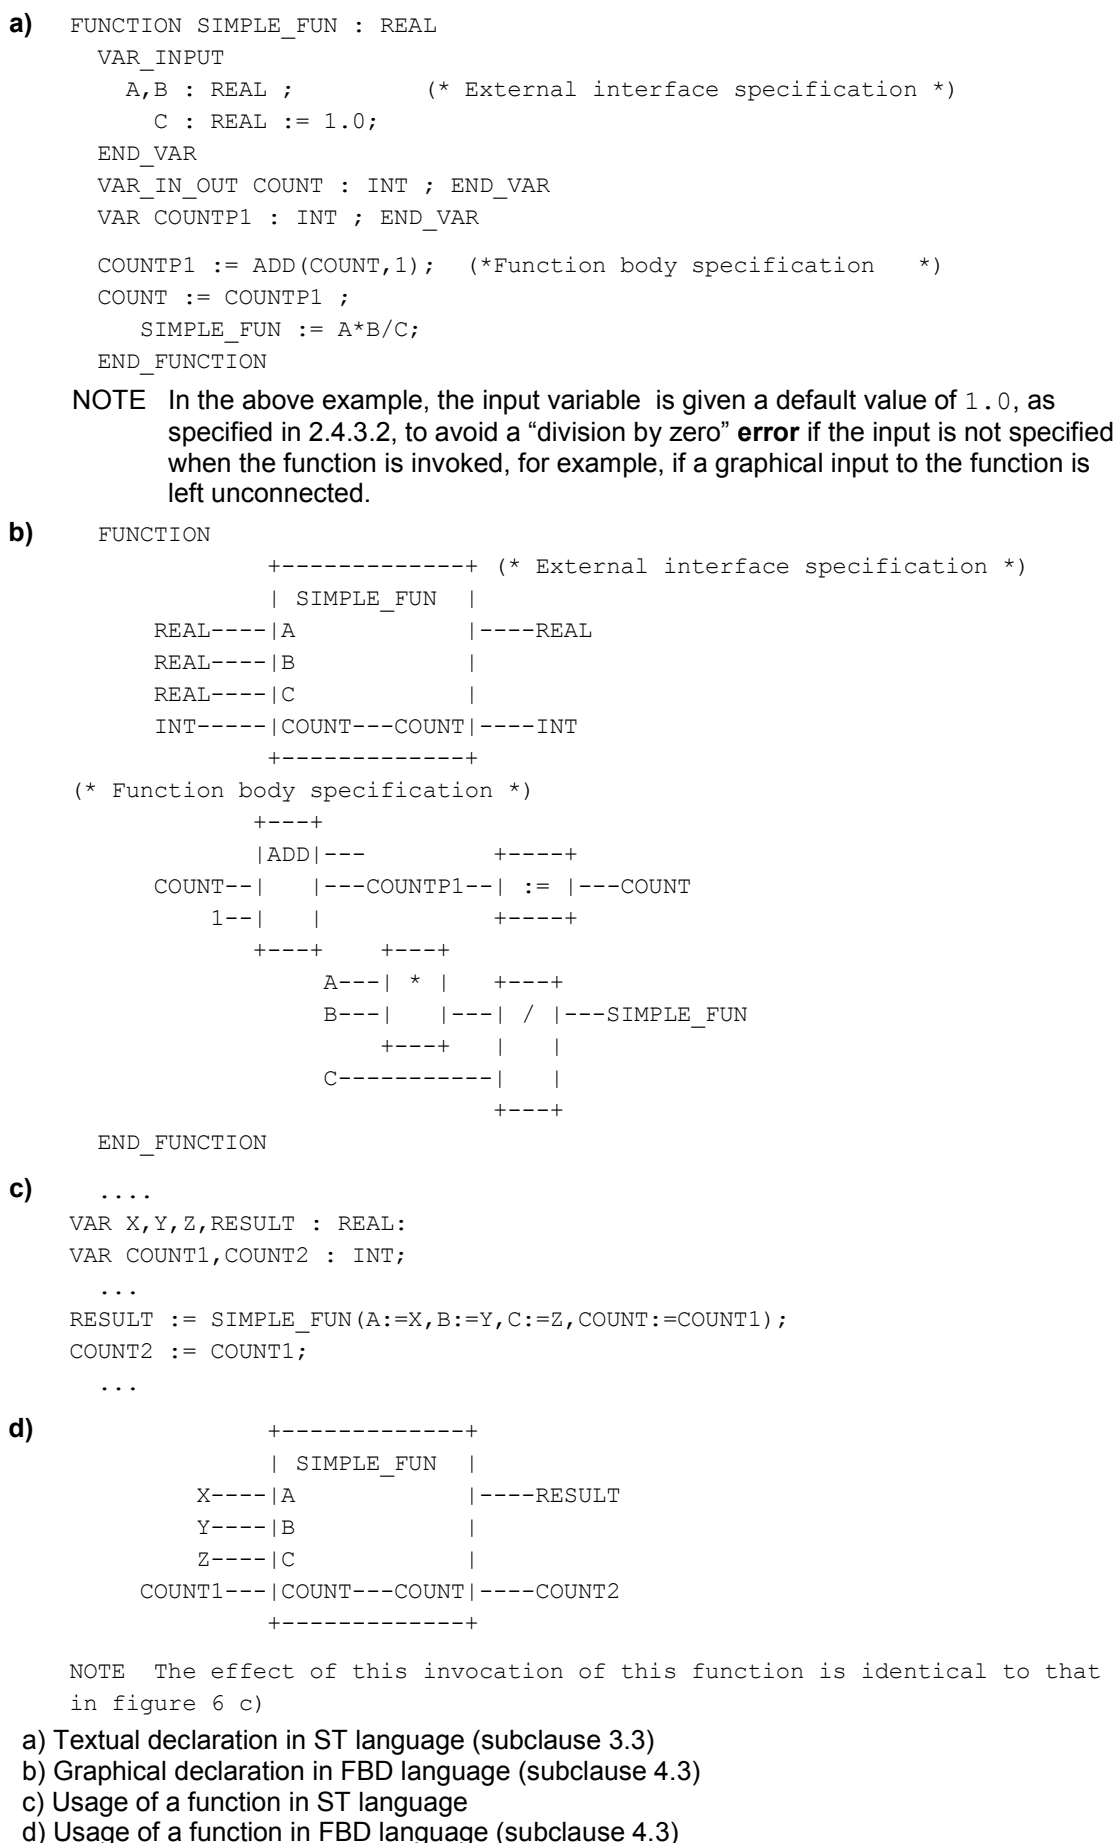 a) FUNCTION SIMPLE_FUN : REAL
VAR_INPUT
A,B : REAL ; (* External interface specification *)
C : REAL := 1.0;
END_VAR
VAR_IN_OUT COUNT : INT ; END_VAR
VAR COUNTP1 : INT ; END_VAR
COUNTP1 := ADD(COUNT,1); (*Function body specification *)
COUNT := COUNTP1 ;
SIMPLE_FUN := A*B/C;
END_FUNCTION
NOTE In the above example, the input variable is given a default value of 1.0, as
specified in 2.4.3.2, to avoid a “division by zero” error if the input is not specified
when the function is invoked, for example, if a graphical input to the function is
left unconnected.
b) FUNCTION
+-------------+ (* External interface specification *)
| SIMPLE_FUN |
REAL----|A |----REAL
REAL----|B |
REAL----|C |
INT-----|COUNT---COUNT|----INT
+-------------+
(* Function body specification *)
+---+
|ADD|--- +----+
COUNT--| |---COUNTP1--| := |---COUNT
1--| | +----+
+---+ +---+
A---| * | +---+
B---| |---| / |---SIMPLE_FUN
+---+ | |
C-----------| |
+---+
END_FUNCTION
c) ....
VAR X,Y,Z,RESULT : REAL:
VAR COUNT1,COUNT2 : INT;
...
RESULT := SIMPLE_FUN(A:=X,B:=Y,C:=Z,COUNT:=COUNT1);
COUNT2 := COUNT1;
...
d) +-------------+
| SIMPLE_FUN |
X----|A |----RESULT
Y----|B |
Z----|C |
COUNT1---|COUNT---COUNT|----COUNT2
+-------------+
NOTE The effect of this invocation of this function is identical to that
in figure 6 c)
a) Textual declaration in ST language (subclause 3.3)
b) Graphical declaration in FBD language (subclause 4.3)
c) Usage of a function in ST language
d) Usage of a function in FBD language (subclause 4.3)